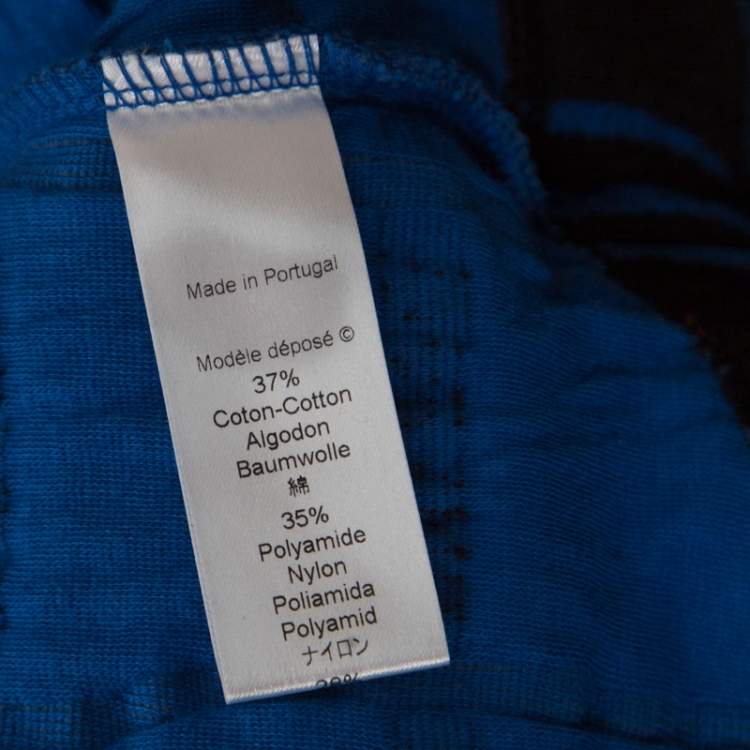 Made in Portugal
Modèle déposé ©
37%
Coton-Cotton
Algodon
Baumwolle
綿
35%
Polyamide
Nylon
Poliamida
Polyamid
ナイロン